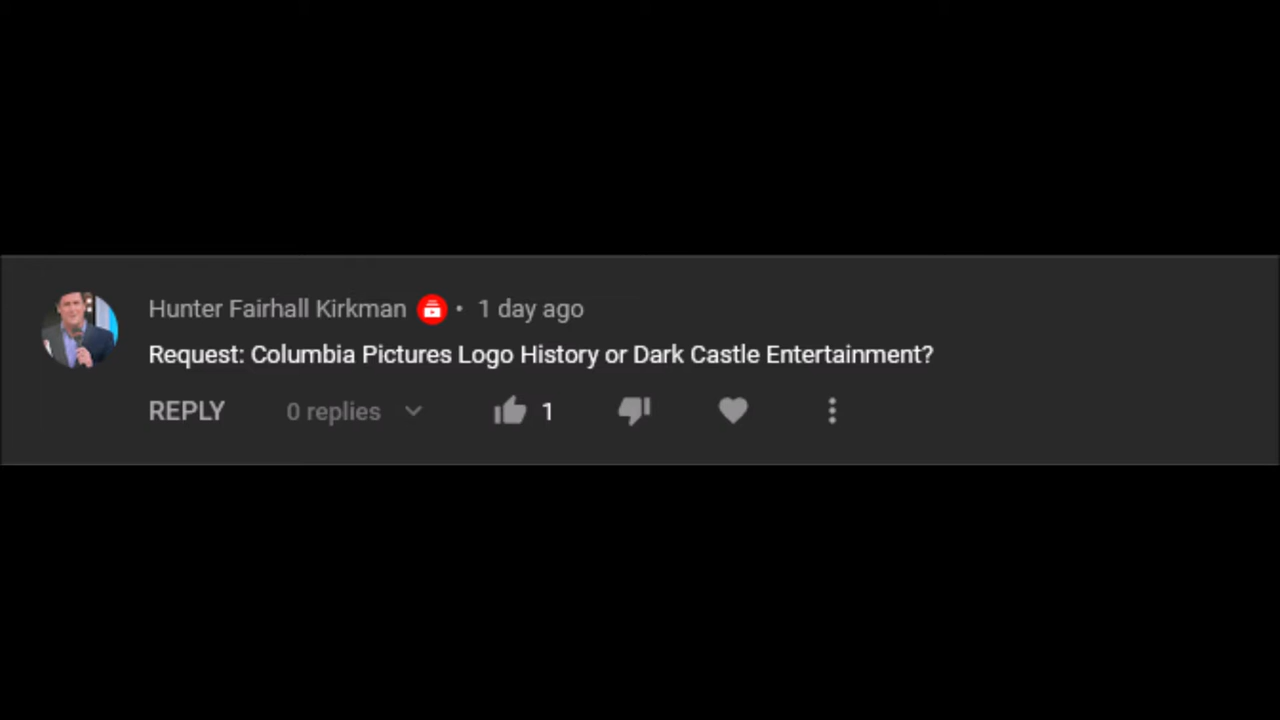 Hunter Fairhall Kirkman • 1 day ago
Request: Columbia Pictures Logo History or Dark Castle Entertainment?
REPLY 0 replies 1